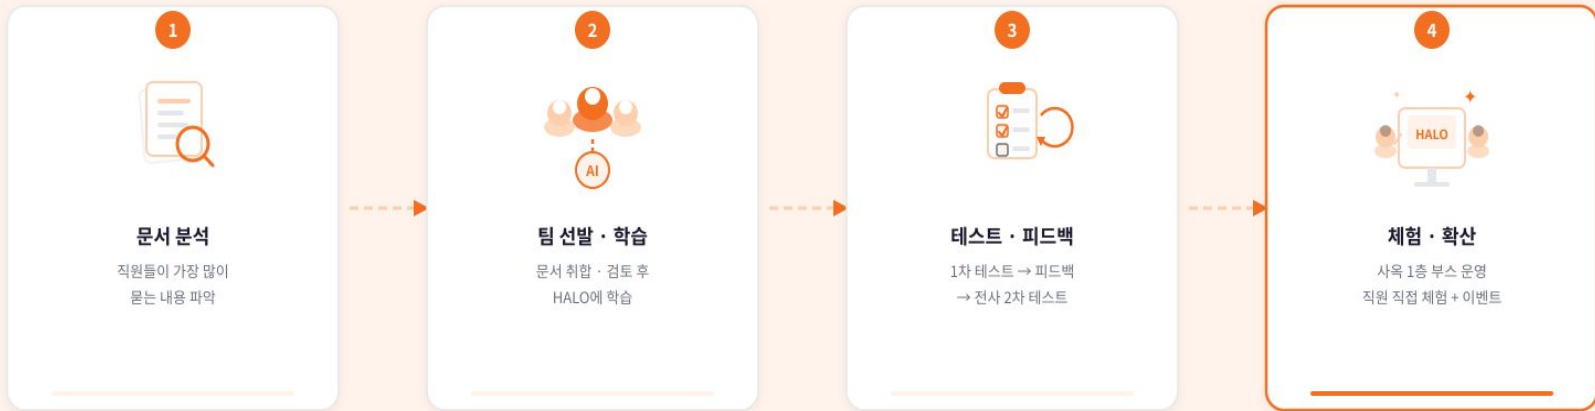 1
문서 분석
직원들이 가장 많이
묻는 내용 파악
2
AI
팀 선발 · 학습
문서 취합 · 검토 후
HALO에 학습
3
테스트 · 피드백
1차 테스트 → 피드백
→ 전사 2차 테스트
4
HALO
체험 · 확산
사옥 1층 부스 운영
직원 직접 체험 + 이벤트